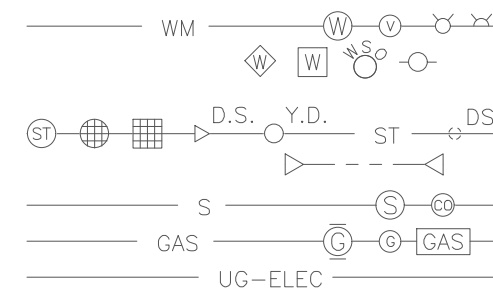 WM W V
W W WSO
D.S. Y.D. DS
ST ST
S S CO
GAS G G GAS
UG-ELEC